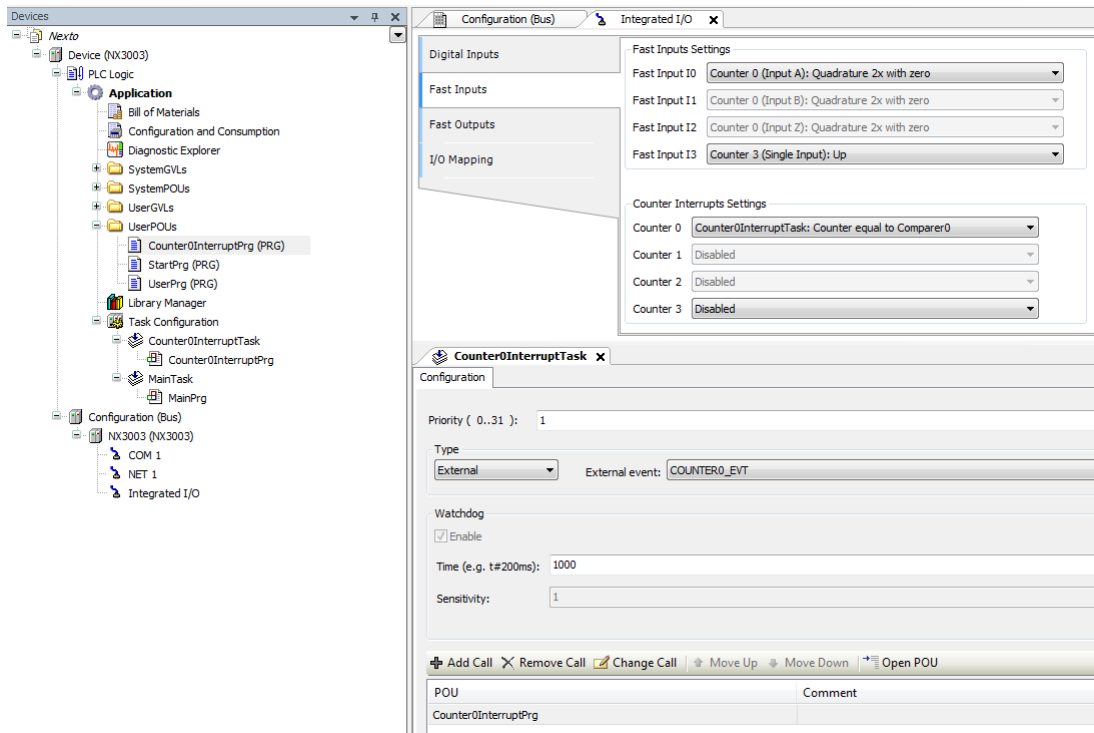 Devices
Nexto
Device (NX3003)
PLC Logic
Application
Bill of Materials
Configuration and Consumption
Diagnostic Explorer
SystemGVLs
SystemPOUs
UserGVLs
UserPOUs
Counter0InterruptPrg (PRG)
StartPrg (PRG)
UserPrg (PRG)
Library Manager
Task Configuration
Counter0InterruptTask
Counter0InterruptPrg
MainTask
MainPrg
Configuration (Bus)
NX3003 (NX3003)
COM 1
NET 1
Integrated I/O
Configuration (Bus) Integrated I/O
Digital Inputs
Fast Inputs
Fast Outputs
I/O Mapping
Fast Inputs Settings
Fast Input I0 Counter 0 (Input A): Quadrature 2x with zero
Fast Input I1 Counter 0 (Input B): Quadrature 2x with zero
Fast Input I2 Counter 0 (Input Z): Quadrature 2x with zero
Fast Input I3 Counter 3 (Single Input): Up
Counter Interrupts Settings
Counter 0 Counter0InterruptTask: Counter equal to Comparer0
Counter 1 Disabled
Counter 2 Disabled
Counter 3 Disabled
Counter0InterruptTask
Configuration
Priority ( 0..31 ): 1
Type
External External event: COUNTER0_EVT
Watchdog
Enable
Time (e.g. t#200ms): 1000
Sensitivity: 1
Add Call Remove Call Change Call Move Up Move Down Open POU
POU Comment
Counter0InterruptPrg